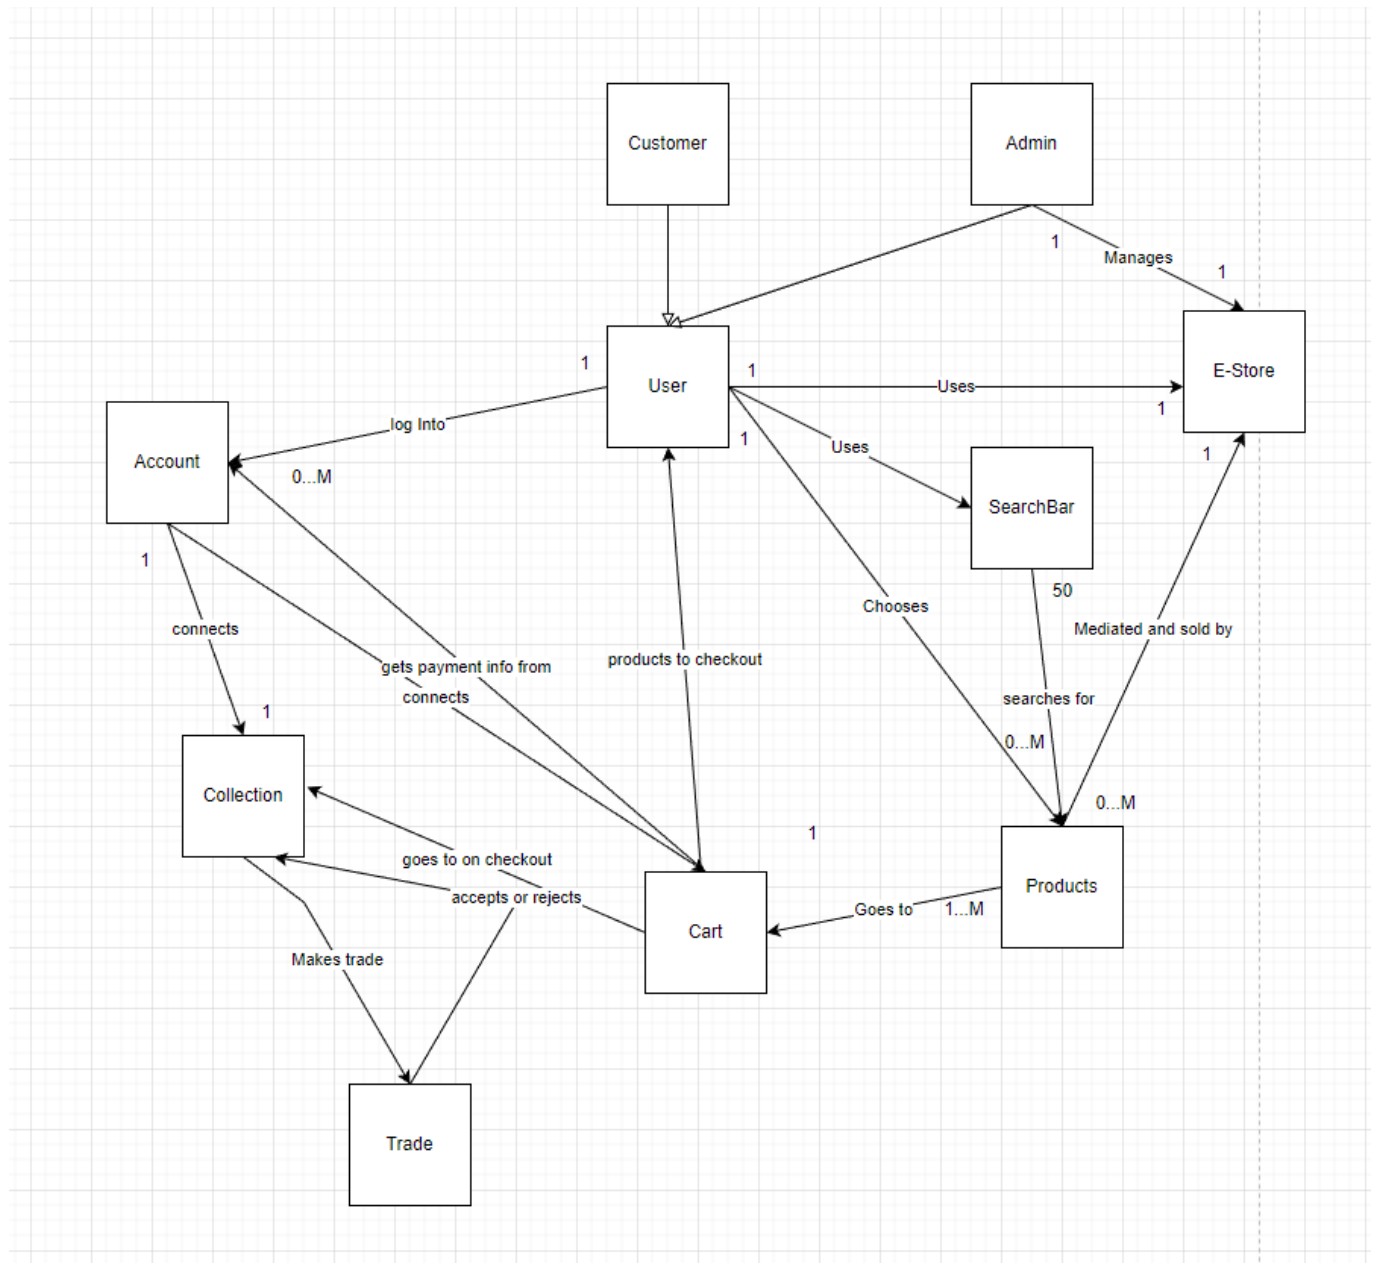 Customer
Admin
1
Manages
1
E-Store
1
User
1
Uses
1
log Into
1
Uses
1
Account
0...M
SearchBar
1
50
connects
Chooses
Mediated and sold by
gets payment info from
products to checkout
connects
searches for
1
0...M
Collection
0...M
1
goes to on checkout
accepts or rejects
Goes to
1...M
Products
Cart
Makes trade
Trade